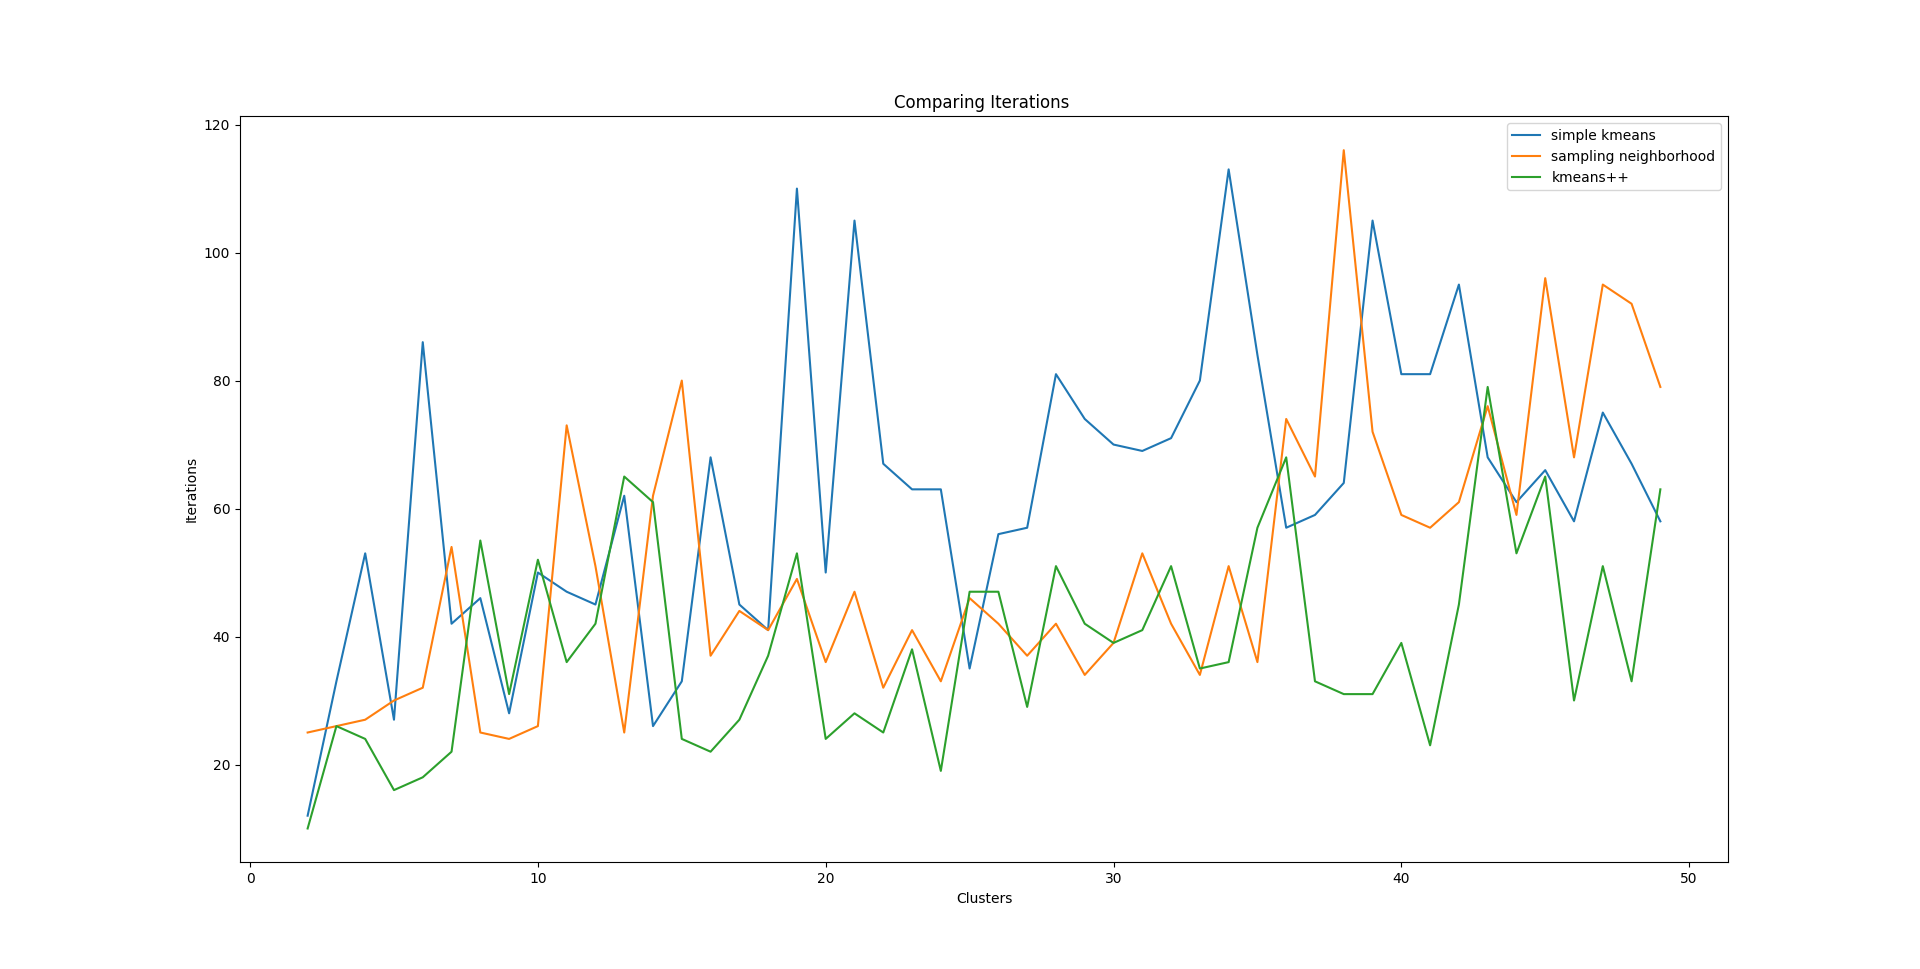 Comparing Iterations
simple kmeans
sampling neighborhood
kmeans++
120
100
80
60
40
20
Iterations
0 10 20 30 40 50
Clusters